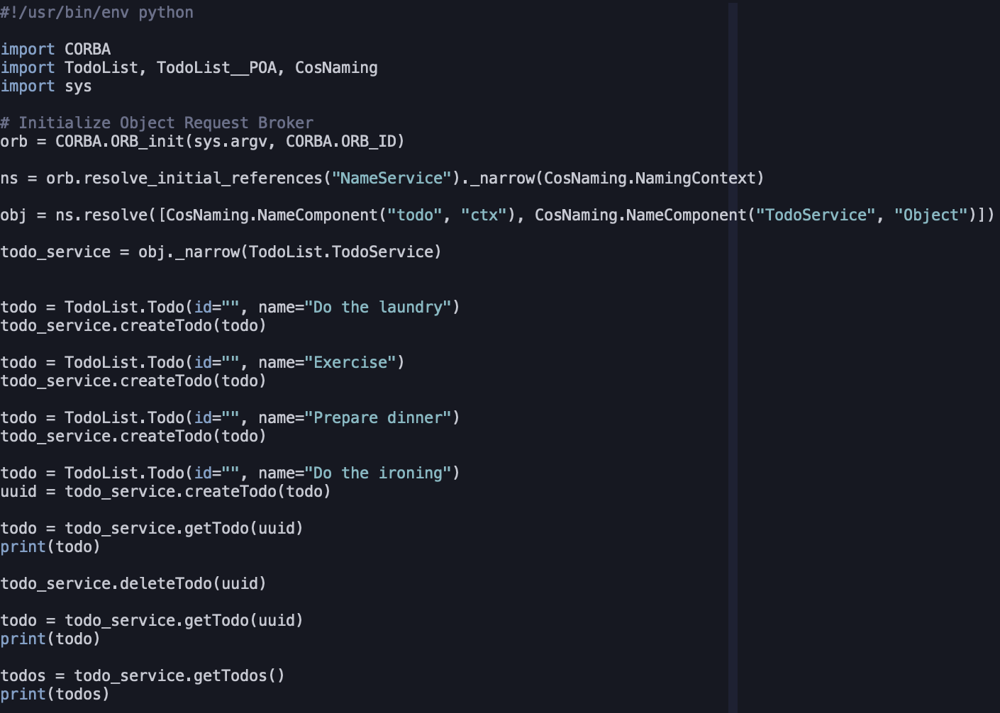 #!/usr/bin/env python
import CORBA
import TodoList, TodoList__POA, CosNaming
import sys
# Initialize Object Request Broker
orb = CORBA.ORB_init(sys.argv, CORBA.ORB_ID)
ns = orb.resolve_initial_references("NameService")._narrow(CosNaming.NamingContext)
obj = ns.resolve([CosNaming.NameComponent("todo", "ctx"), CosNaming.NameComponent("TodoService", "Object")])
todo_service = obj._narrow(TodoList.TodoService)
todo = TodoList.Todo(id="", name="Do the laundry")
todo_service.createTodo(todo)
todo = TodoList.Todo(id="", name="Exercise")
todo_service.createTodo(todo)
todo = TodoList.Todo(id="", name="Prepare dinner")
todo_service.createTodo(todo)
todo = TodoList.Todo(id="", name="Do the ironing")
uuid = todo_service.createTodo(todo)
todo = todo_service.getTodo(uuid)
print(todo)
todo_service.deleteTodo(uuid)
todo = todo_service.getTodo(uuid)
print(todo)
todos = todo_service.getTodos()
print(todos)